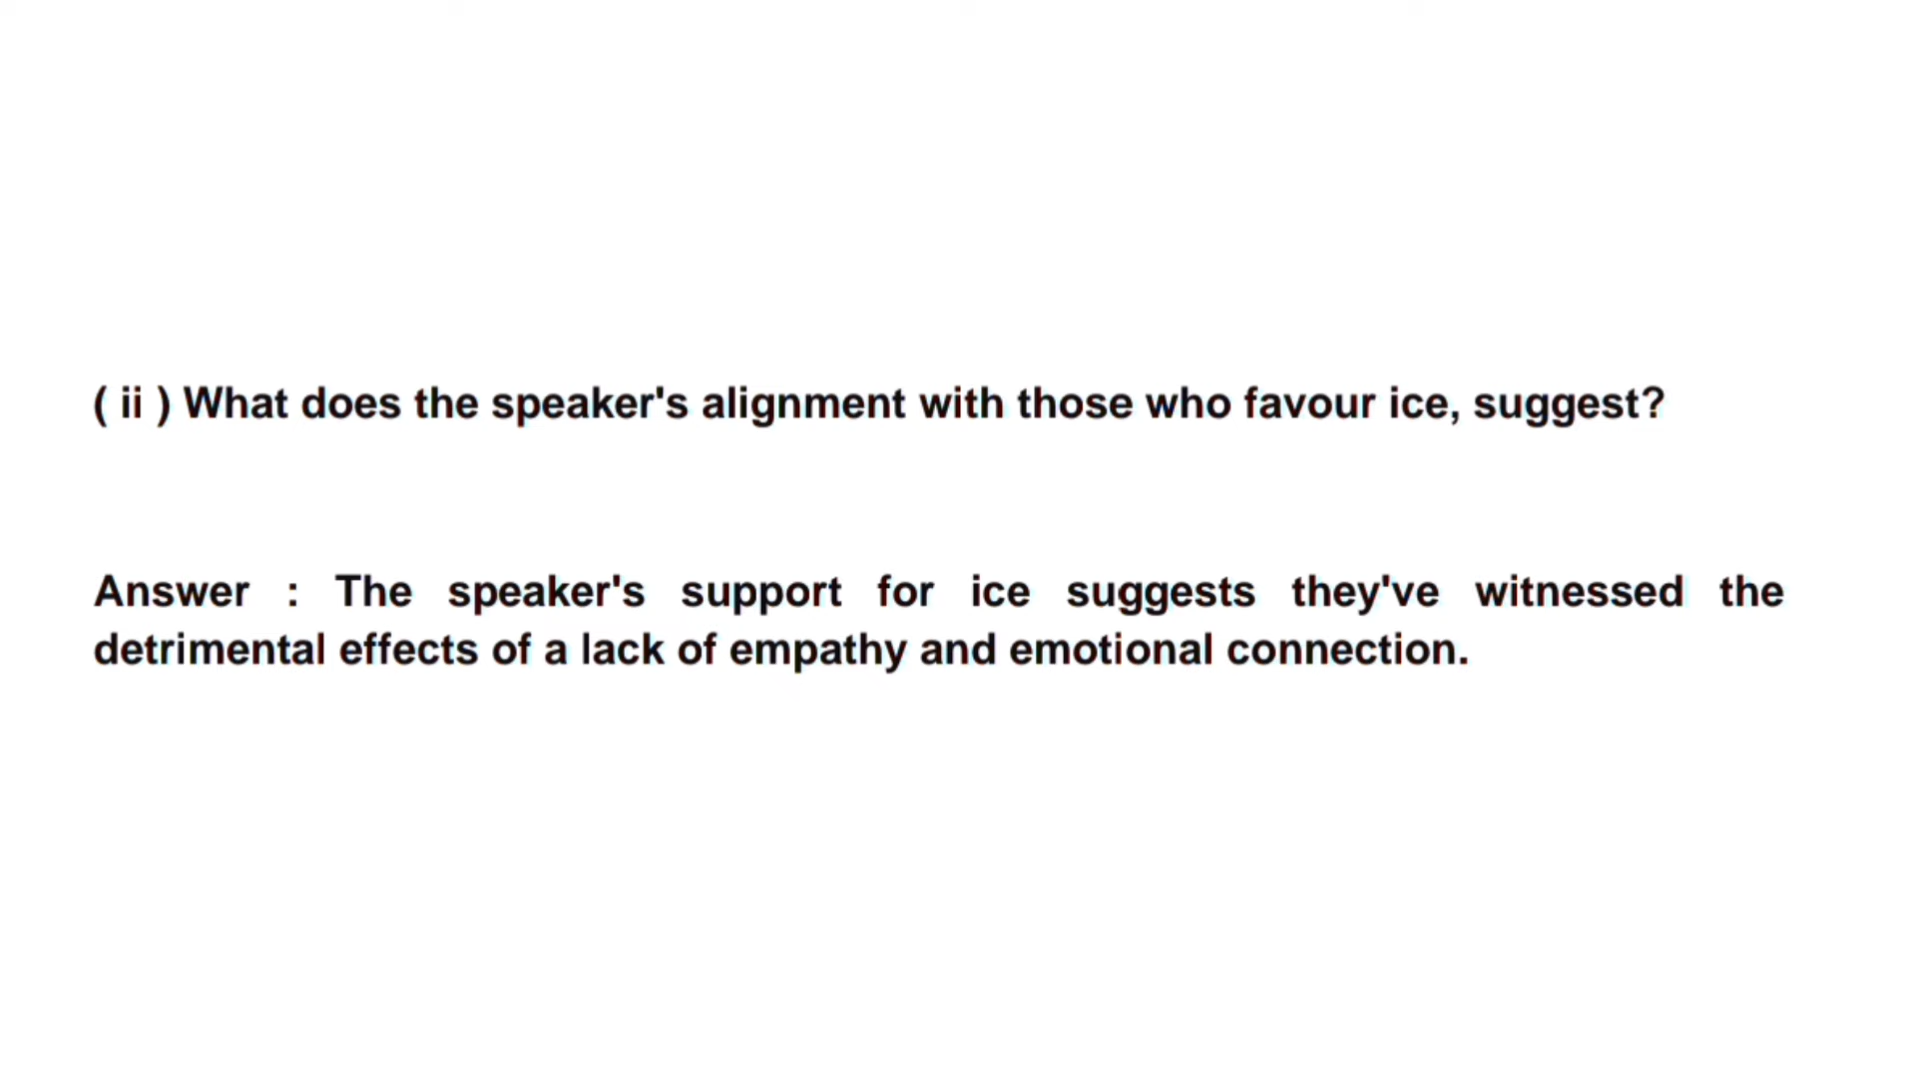 ( ii ) What does the speaker's alignment with those who favour ice, suggest?
Answer : The speaker's support for ice suggests they've witnessed the
detrimental effects of a lack of empathy and emotional connection.